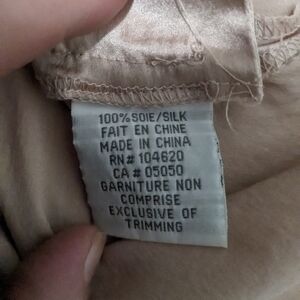 100% SOIE/SILK
FAIT EN CHINE
MADE IN CHINA
RN# 104620
CA # 05050
GARNITURE NON
COMPRISE
EXCLUSIVE OF
TRIMMING